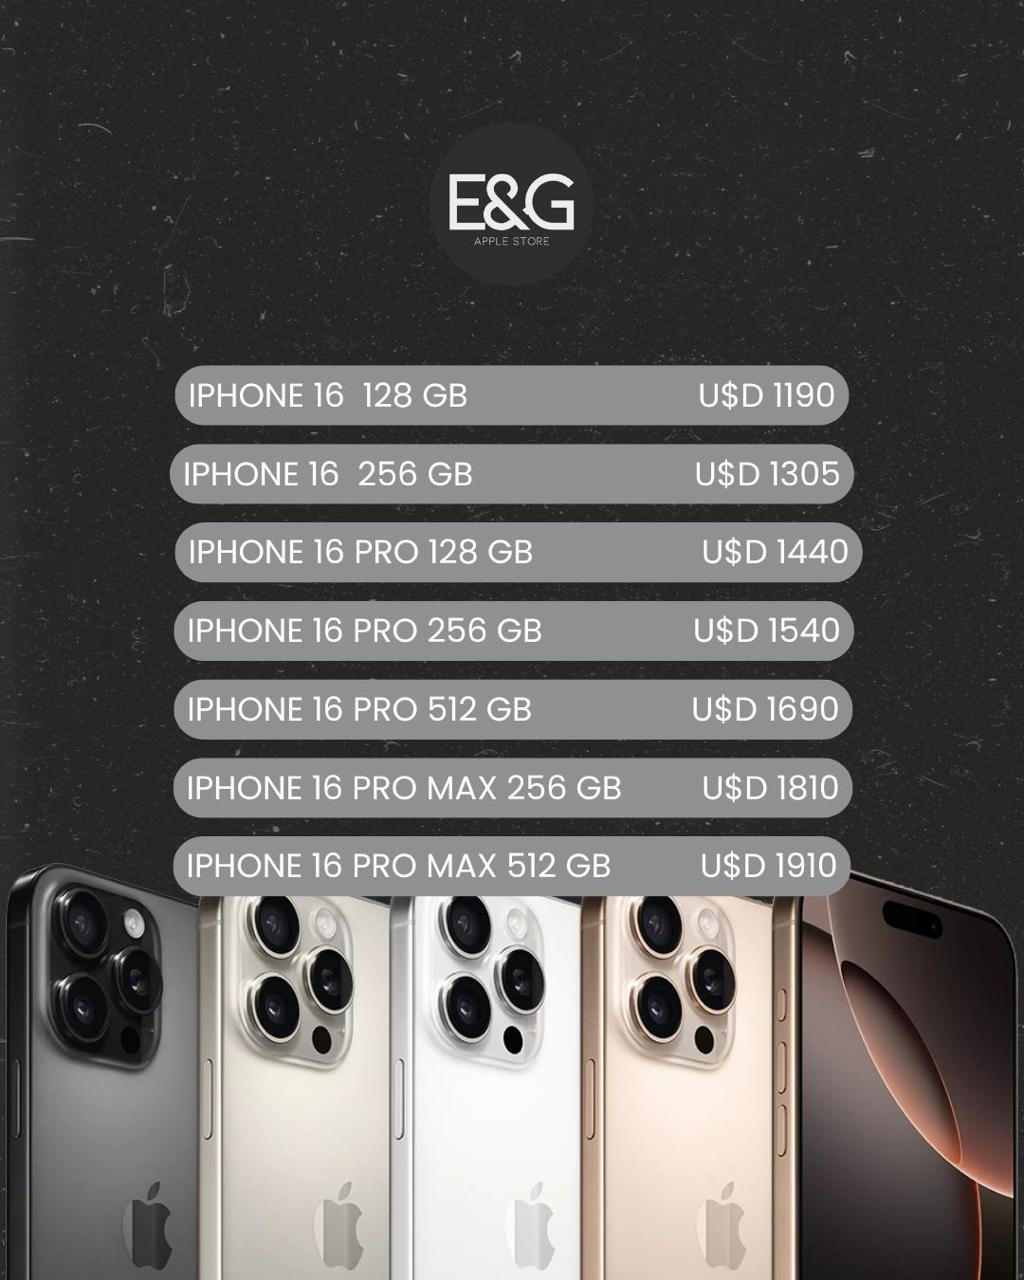 E&G
APPLE STORE
IPHONE 16 128 GB U$D 1190
IPHONE 16 256 GB U$D 1305
IPHONE 16 PRO 128 GB U$D 1440
IPHONE 16 PRO 256 GB U$D 1540
IPHONE 16 PRO 512 GB U$D 1690
IPHONE 16 PRO MAX 256 GB U$D 1810
IPHONE 16 PRO MAX 512 GB U$D 1910